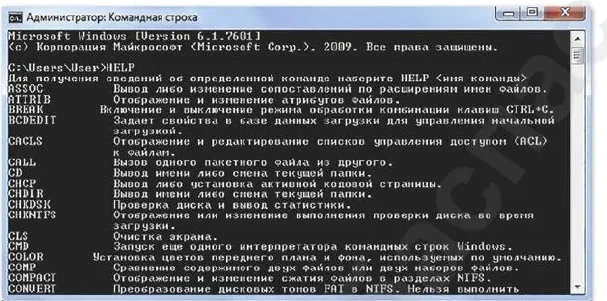 Администратор: Командная строка
Microsoft Windows [Version 6.1.7601]
(c) Корпорация Майкрософт (Microsoft Corp.), 2009. Все права защищены.
C:\Users\User>HELP
Для получения сведений об определенной команде наберите HELP <имя команды>
ASSOC Вывод либо изменение сопоставлений по расширениям имен файлов.
ATTRIB Отображение и изменение атрибутов файлов.
BREAK Включение и выключение режима обработки комбинации клавиш CTRL+C.
BCDEDIT Задает свойства в базе данных загрузки для управления начальной
загрузкой.
CACLS Отображение и редактирование списков управления доступом (ACL)
к файлам.
CALL Вызов одного пакетного файла из другого.
CD Вывод имени либо смена текущей папки.
CHCP Вывод либо установка активной кодовой страницы.
CHDIR Вывод имени либо смена текущей папки.
CHKDSK Проверка диска и вывод статистики.
CHKNTFS Отображение или изменение выполнения проверки диска во время
загрузки.
CLS Очистка экрана.
CMD Запуск еще одного интерпретатора командных строк Windows.
COLOR Установка цветов переднего плана и фона, используемых по умолчанию.
COMP Сравнение содержимого двух файлов или двух наборов файлов.
COMPACT Отображение и изменение сжатия файлов в разделах NTFS.
CONVERT Преобразование дисковых томов FAT в NTFS. Нельзя выполнить